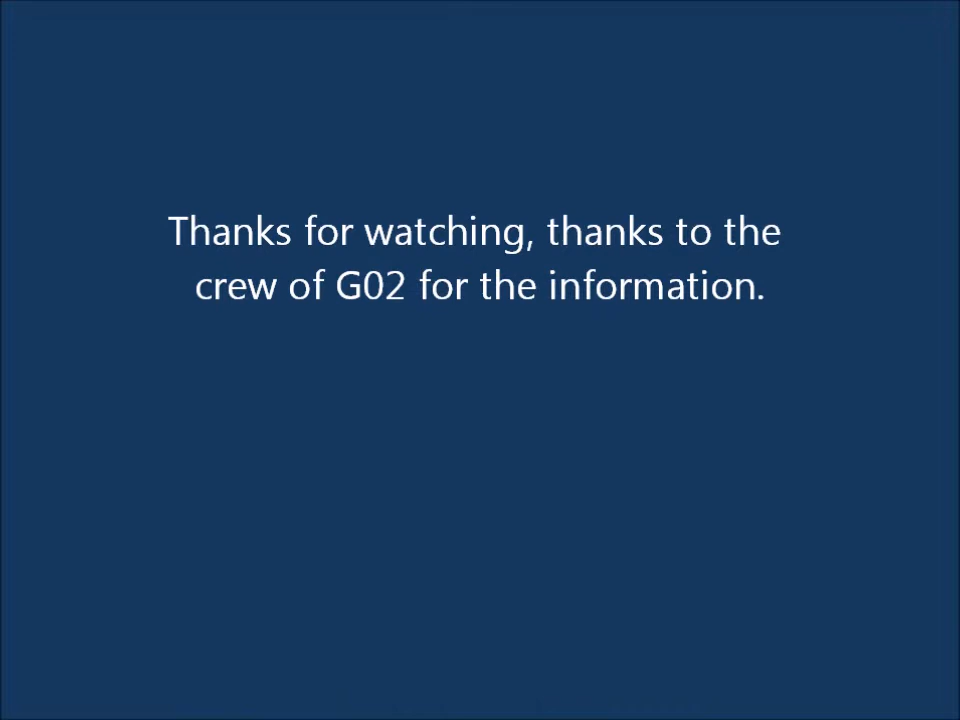 Thanks for watching, thanks to the
crew of G02 for the information.